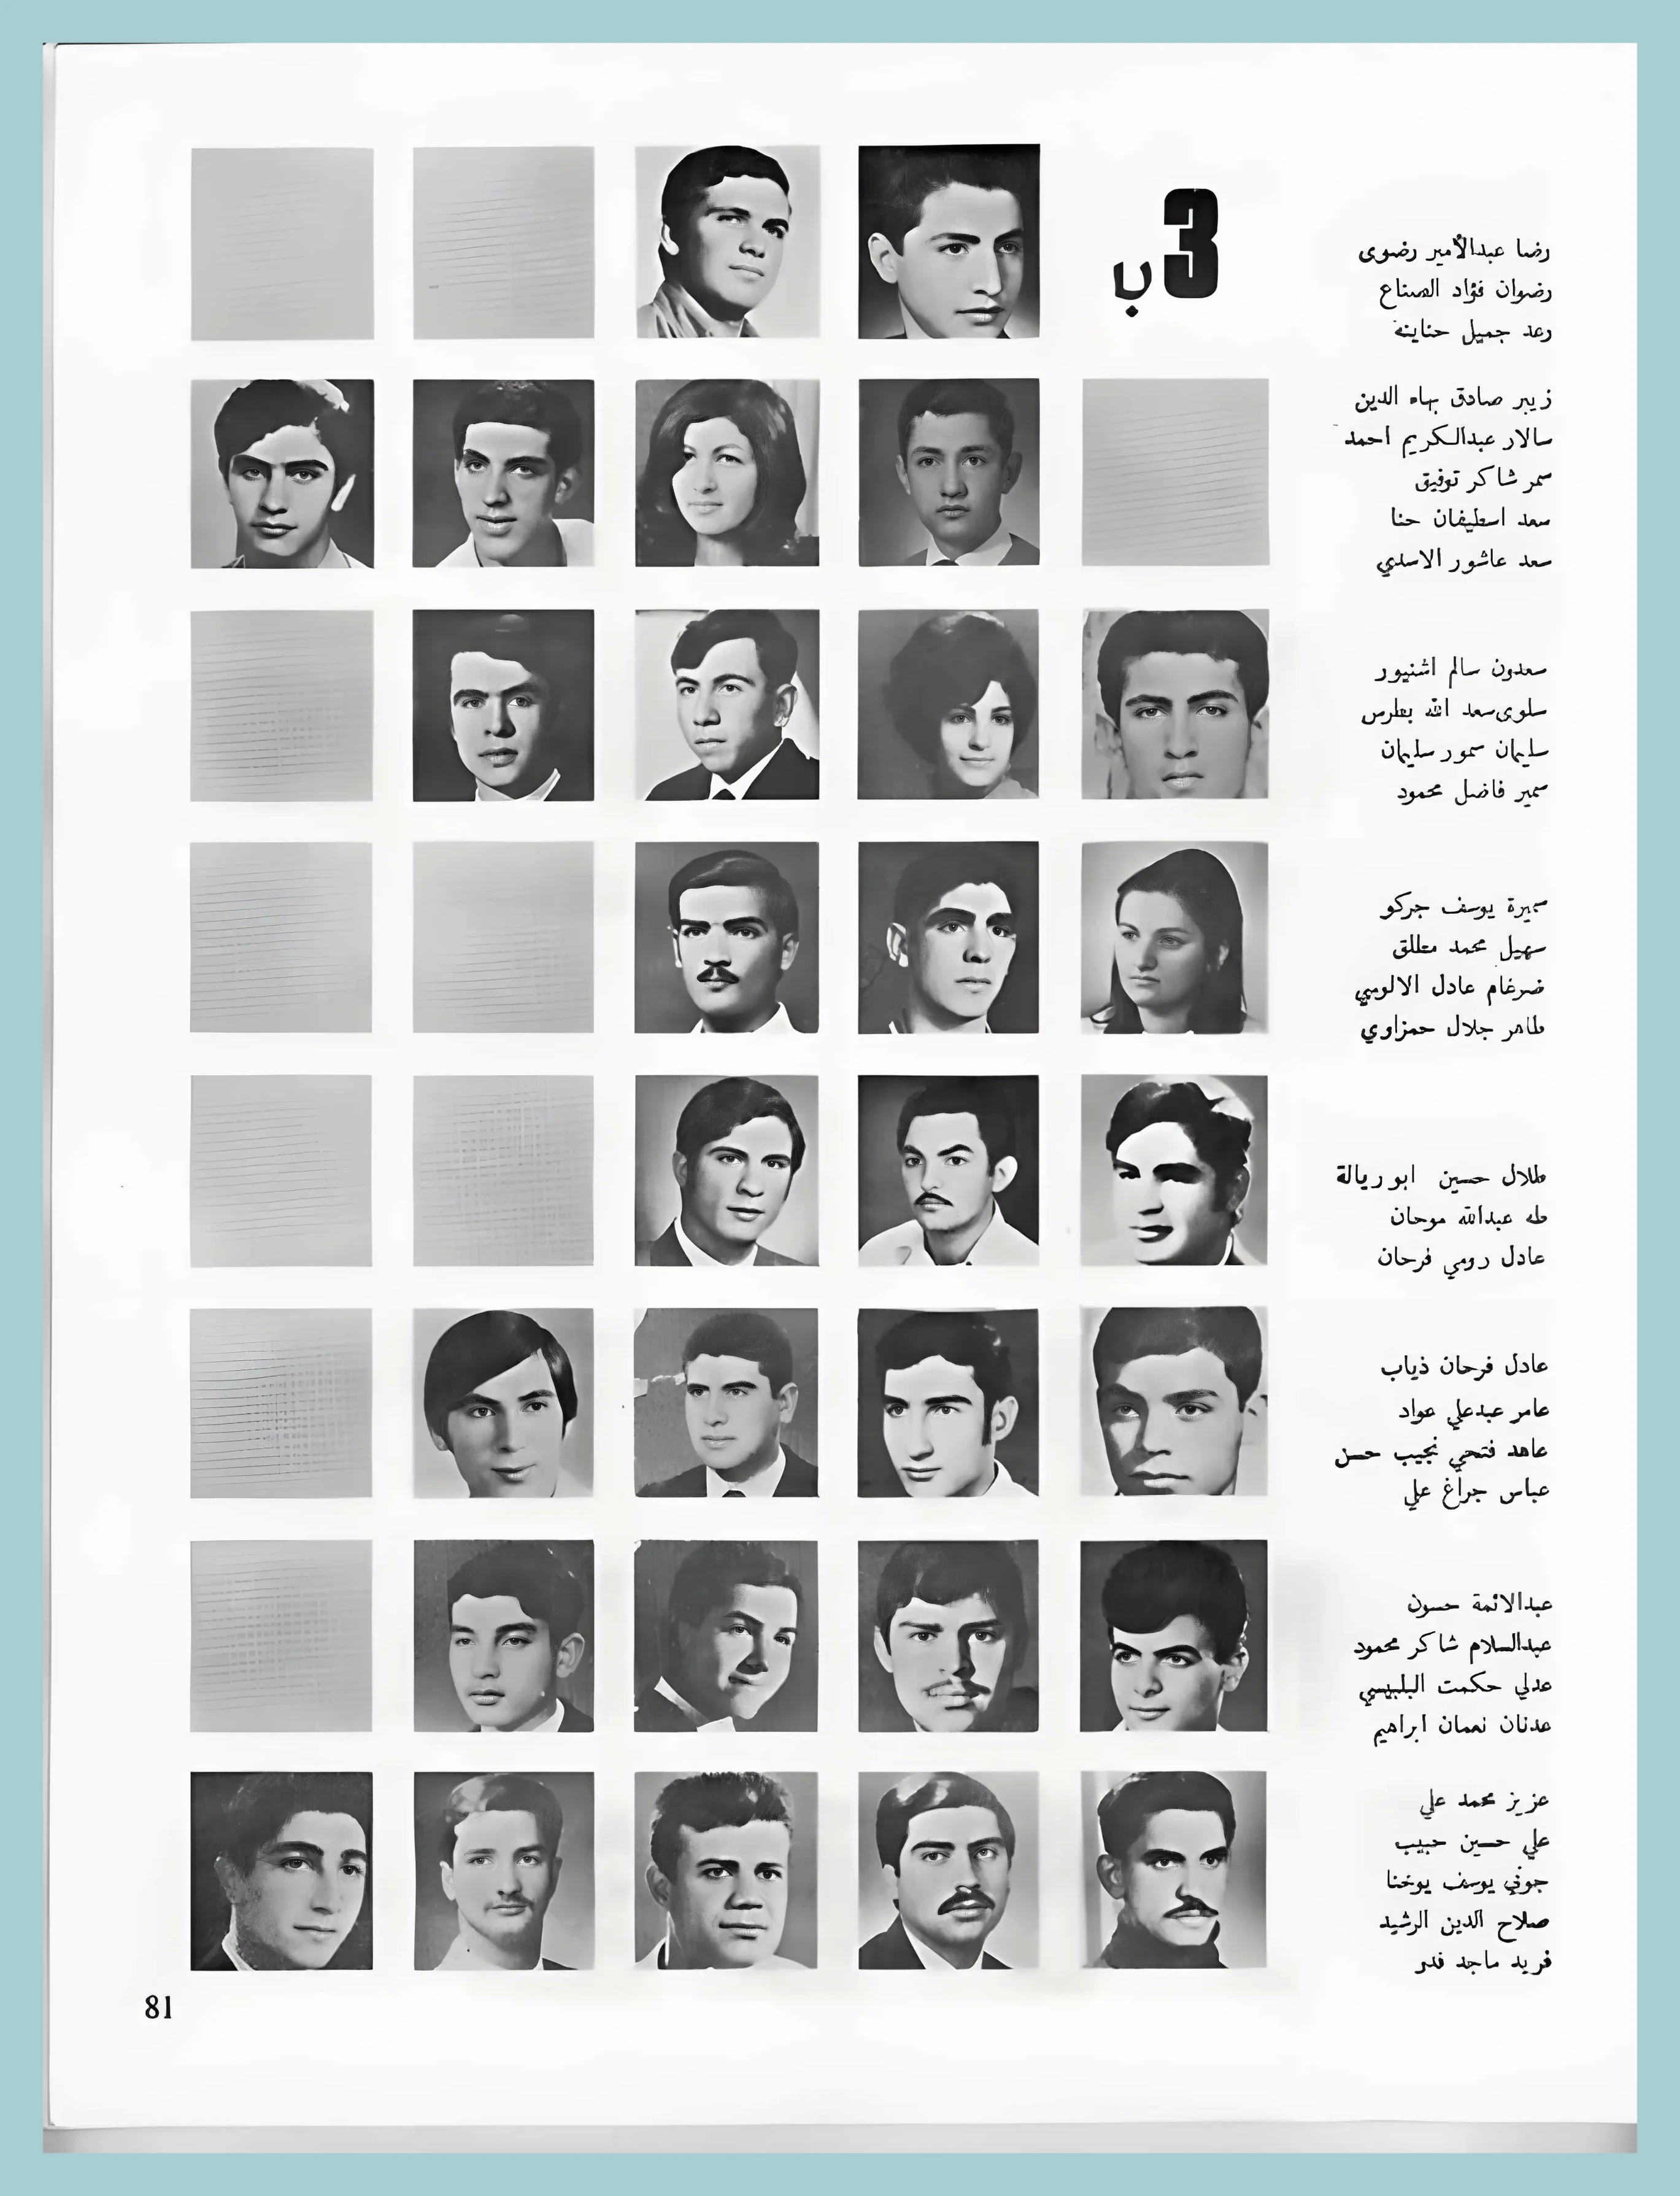 3 ب
رضا عبدالأمير رضوى
رضوان فؤاد الصناع
رعد جميل حناينه
زيبر صادق بهاء الدين
سالار عبدالكريم احمد
سمر شاكر توفيق
سعد اسطيفان حنا
سعد عاشور الاسدي
سعدون سالم اشنيور
سلوى سعد الله بطرس
سليمان سمور سليمان
سمير فاضل محمود
سميرة يوسف جركو
سهيل محمد مطلق
ضرغام عادل الالوسي
طاهر جلال حمزاوي
طلال حسين ابو ريالة
طه عبدالله موحان
عادل رومي فرحان
عادل فرحان ذياب
عامر عبدعلي عواد
عاهد فتحي نجيب حسن
عباس جراغ علي
عبدالائمة حسون
عبدالسلام شاكر محمود
عدلي حكمت البلبيسي
عدنان نعمان ابراهيم
عزيز محمد علي
علي حسين حبيب
جوني يوسف يوخنا
صلاح الدين الرشيد
فريد ماجد قدر
81